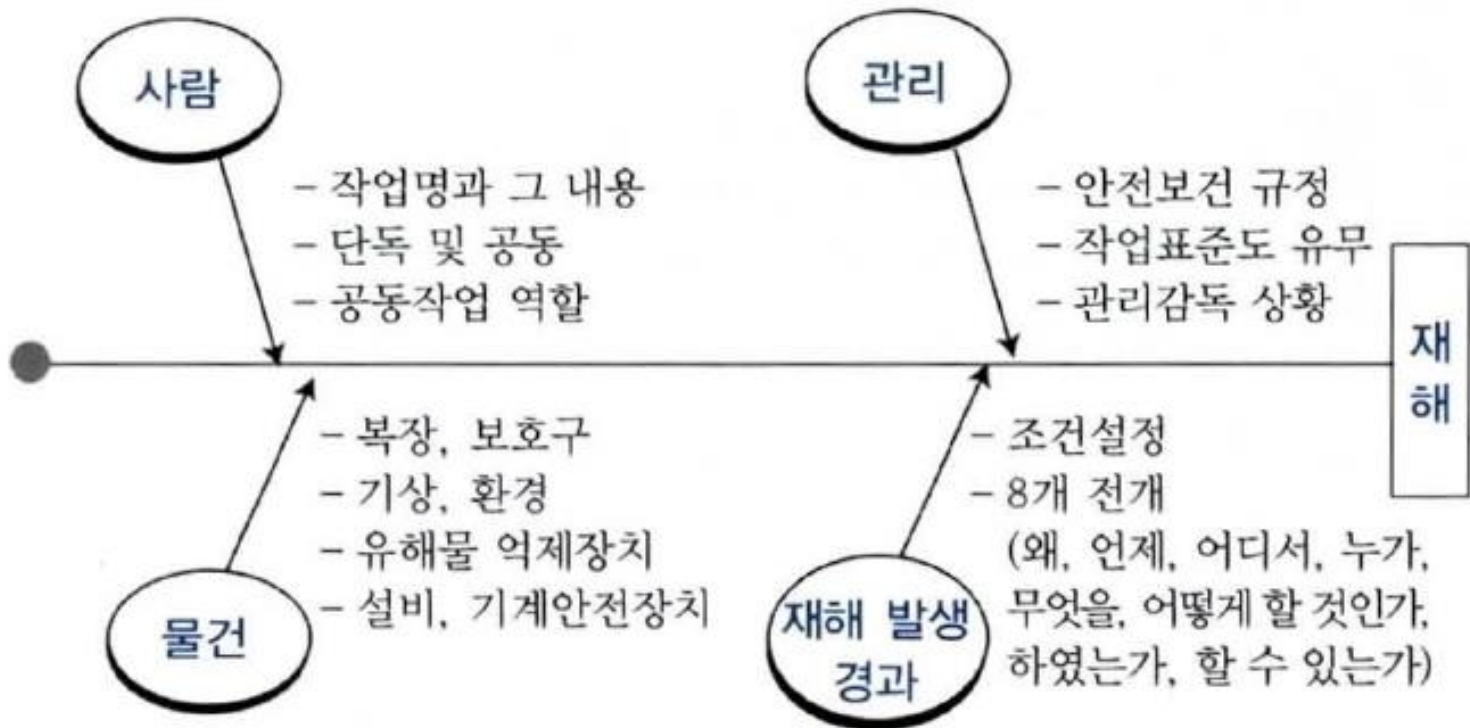 사람
- 작업명과 그 내용
- 단독 및 공동
- 공동작업 역할
관리
- 안전보건 규정
- 작업표준도 유무
- 관리감독 상황
재
해
- 복장, 보호구
- 기상, 환경
- 유해물 억제장치
- 설비, 기계안전장치
물건
- 조건설정
- 8개 전개
(왜, 언제, 어디서, 누가,
무엇을, 어떻게 할 것인가,
하였는가, 할 수 있는가)
재해 발생
경과